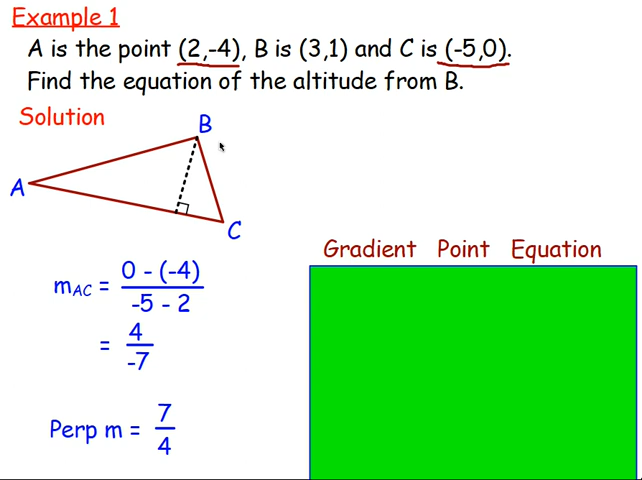 Example 1
A is the point (2,-4), B is (3,1) and C is (-5,0).
Find the equation of the altitude from B.
Solution
B
A
C
Gradient Point Equation
m_AC = 0 - (-4) / -5 - 2
= 4 / -7
Perp m = 7 / 4